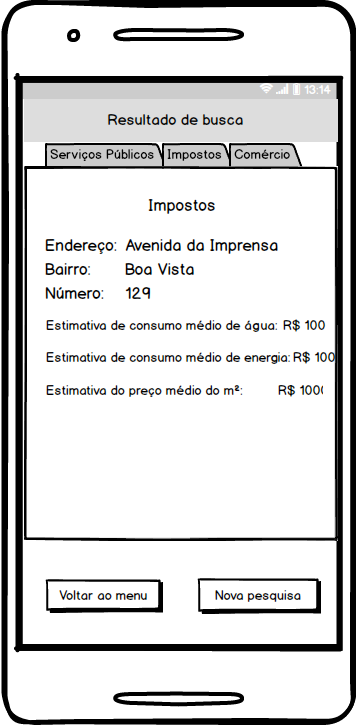 13:14
Resultado de busca
Serviços Públicos Impostos Comércio
Impostos
Endereço: Avenida da Imprensa
Bairro: Boa Vista
Número: 129
Estimativa de consumo médio de água: R$ 100
Estimativa de consumo médio de energia: R$ 100
Estimativa do preço médio do m²: R$ 100
Voltar ao menu Nova pesquisa